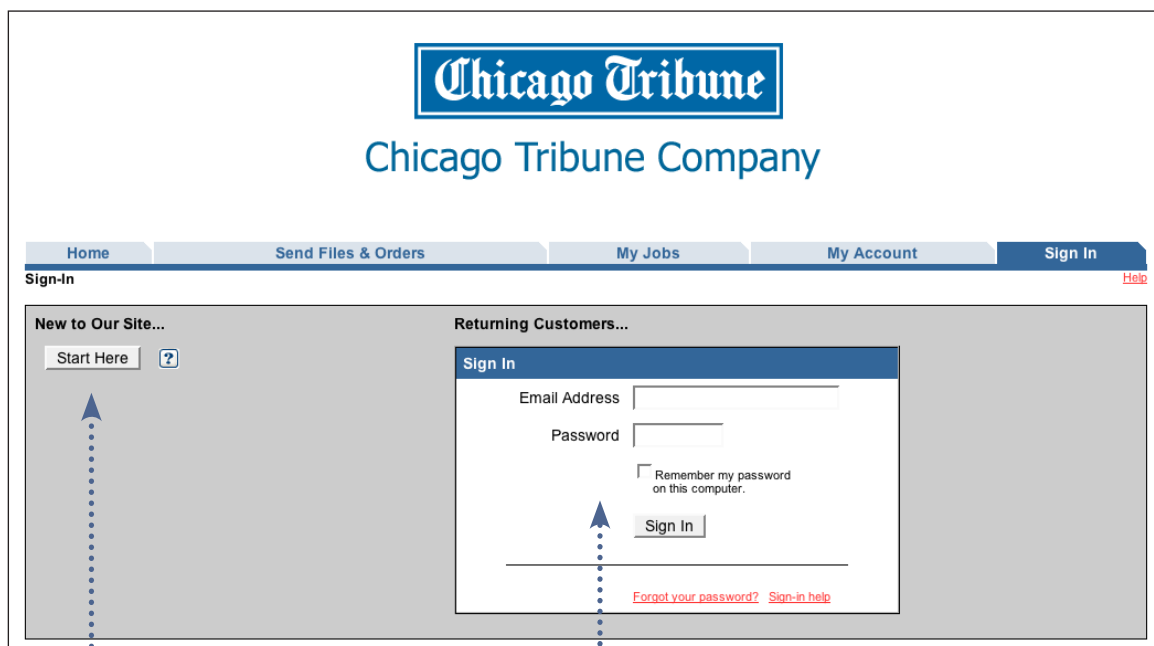 Chicago Tribune
Chicago Tribune Company
Home Send Files & Orders My Jobs My Account Sign In
Sign-In Help
New to Our Site...
Start Here ?
Returning Customers...
Sign In
Email Address
Password
Remember my password
on this computer.
Sign In
Forgot your password? Sign-in help